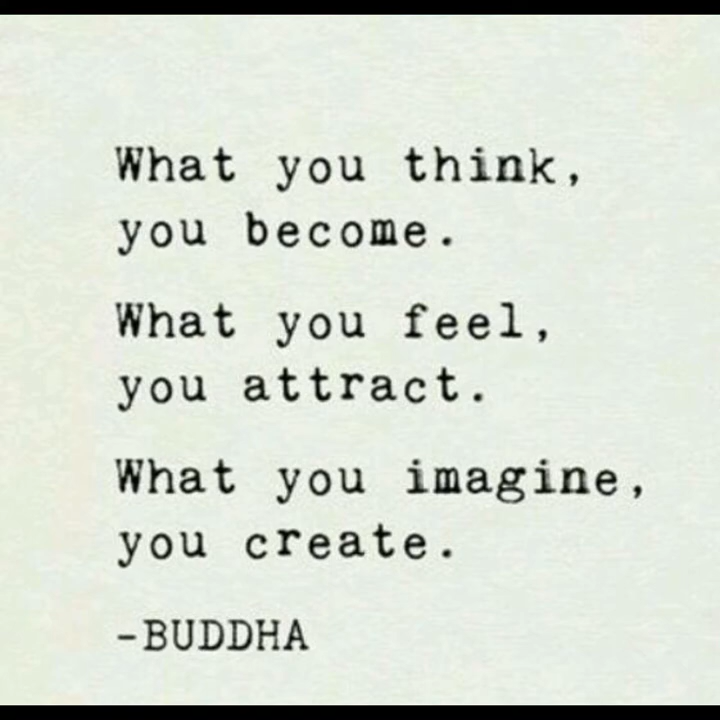 What you think,
you become.
What you feel,
you attract.
What you imagine,
you create.
-BUDDHA